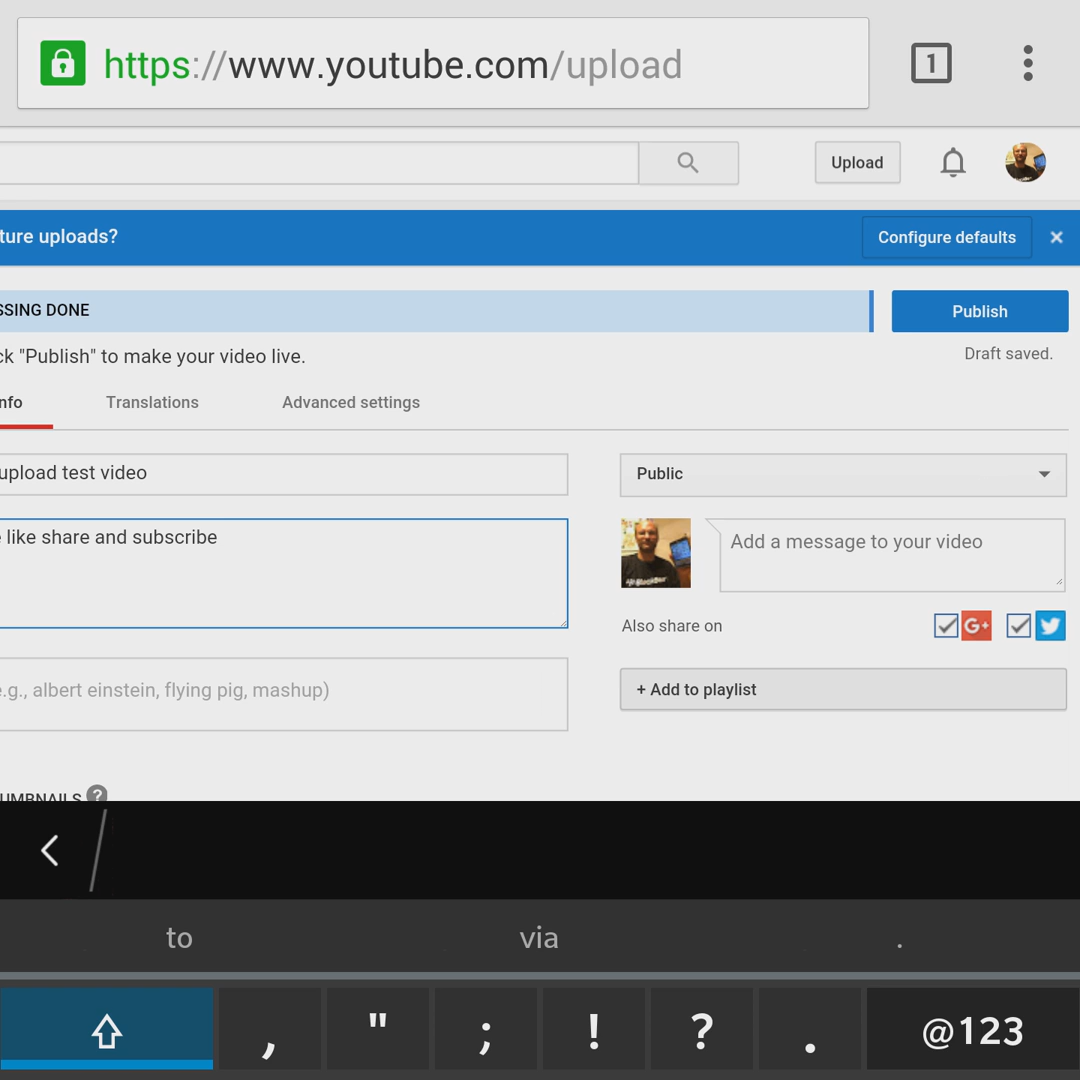 https://www.youtube.com/upload
1
Upload
ture uploads?
Configure defaults ×
SSING DONE
Publish
ck "Publish" to make your video live.
Draft saved.
nfo Translations Advanced settings
upload test video
Public
e like share and subscribe
Add a message to your video
Also share on
G+
e.g., albert einstein, flying pig, mashup)
+ Add to playlist
UMBNAILS ?
to via .
, " ; ! ? . @123